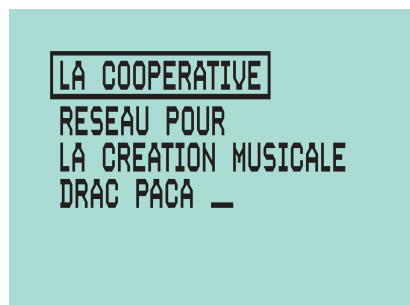 LA COOPERATIVE
RESEAU POUR
LA CREATION MUSICALE
DRAC PACA _